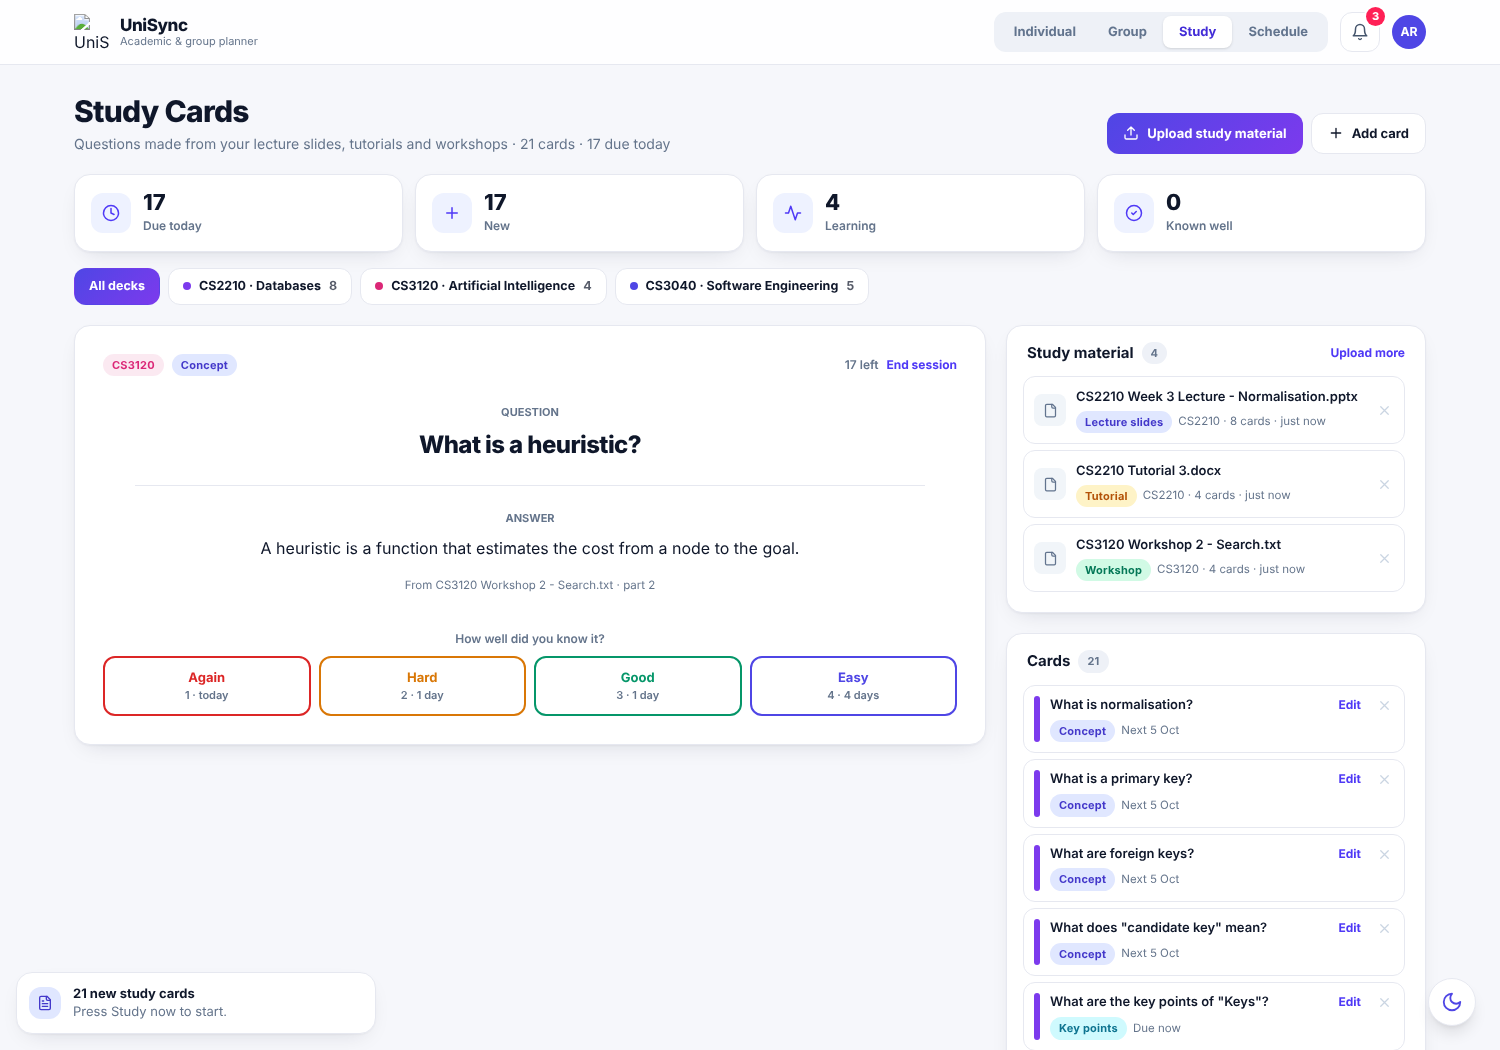 UniS
UniSync
Academic & group planner
Individual
Group
Study
Schedule
3
AR
Study Cards
Questions made from your lecture slides, tutorials and workshops · 21 cards · 17 due today
Upload study material
Add card
17
Due today
17
New
4
Learning
0
Known well
All decks
CS2210 · Databases 8
CS3120 · Artificial Intelligence 4
CS3040 · Software Engineering 5
CS3120
Concept
17 left
End session
QUESTION
What is a heuristic?
ANSWER
A heuristic is a function that estimates the cost from a node to the goal.
From CS3120 Workshop 2 - Search.txt · part 2
How well did you know it?
Again
1 · today
Hard
2 · 1 day
Good
3 · 1 day
Easy
4 · 4 days
Study material 4
Upload more
CS2210 Week 3 Lecture - Normalisation.pptx
Lecture slides CS2210 · 8 cards · just now
CS2210 Tutorial 3.docx
Tutorial CS2210 · 4 cards · just now
CS3120 Workshop 2 - Search.txt
Workshop CS3120 · 4 cards · just now
Cards 21
What is normalisation?
Edit
Concept Next 5 Oct
What is a primary key?
Edit
Concept Next 5 Oct
What are foreign keys?
Edit
Concept Next 5 Oct
What does "candidate key" mean?
Edit
Concept Next 5 Oct
What are the key points of "Keys"?
Edit
Key points Due now
21 new study cards
Press Study now to start.